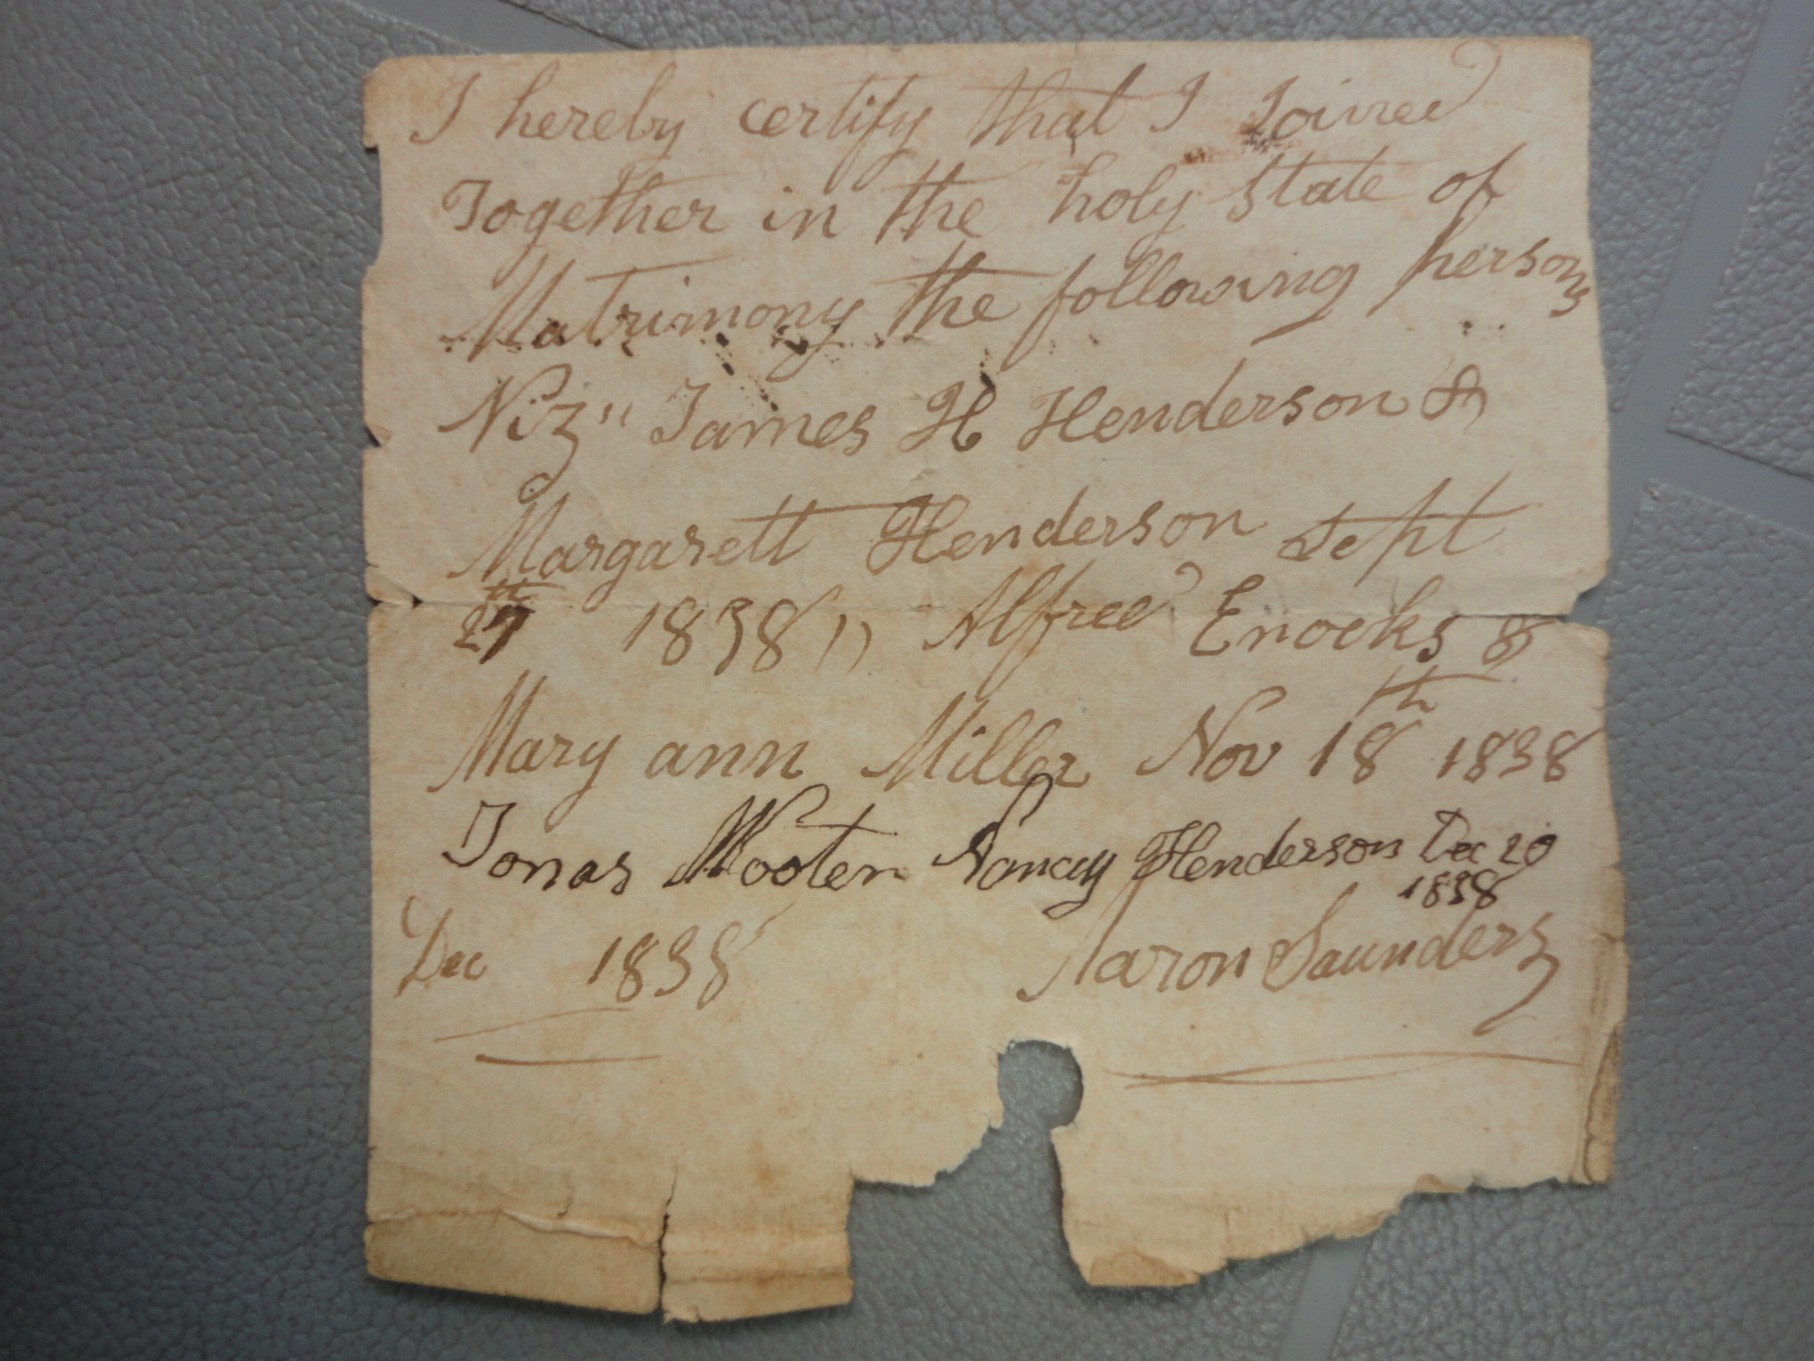 I hereby certify that I Joined
Together in the holy state of
Matrimony the following persons
Viz" James H Henderson &
Margarett Henderson Sept
27th 1838 ,, Alfred Enocks &
Mary ann Miller Nov 18th 1838
Jonas Wooten Nancy Henderson Dec 20
1838
Dec 1838 Aaron Saunders